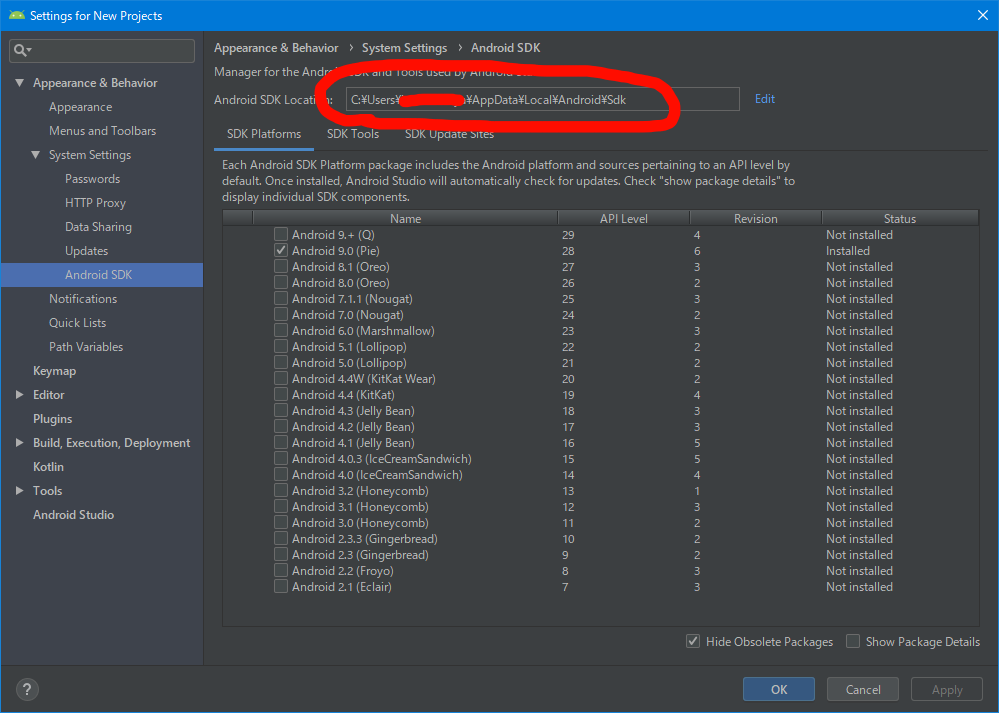 Settings for New Projects
Appearance & Behavior
Appearance
Menus and Toolbars
System Settings
Passwords
HTTP Proxy
Data Sharing
Updates
Android SDK
Notifications
Quick Lists
Path Variables
Keymap
Editor
Plugins
Build, Execution, Deployment
Kotlin
Tools
Android Studio
Appearance & Behavior › System Settings › Android SDK
Manager for the Android SDK and Tools used by Android
Android SDK Location: C:¥Users¥ ¥AppData¥Local¥Android¥Sdk Edit
SDK Platforms SDK Tools SDK Update Sites
Each Android SDK Platform package includes the Android platform and sources pertaining to an API level by
default. Once installed, Android Studio will automatically check for updates. Check "show package details" to
display individual SDK components.
Name API Level Revision Status
Android 9.+ (Q) 29 4 Not installed
Android 9.0 (Pie) 28 6 Installed
Android 8.1 (Oreo) 27 3 Not installed
Android 8.0 (Oreo) 26 2 Not installed
Android 7.1.1 (Nougat) 25 3 Not installed
Android 7.0 (Nougat) 24 2 Not installed
Android 6.0 (Marshmallow) 23 3 Not installed
Android 5.1 (Lollipop) 22 2 Not installed
Android 5.0 (Lollipop) 21 2 Not installed
Android 4.4W (KitKat Wear) 20 2 Not installed
Android 4.4 (KitKat) 19 4 Not installed
Android 4.3 (Jelly Bean) 18 3 Not installed
Android 4.2 (Jelly Bean) 17 3 Not installed
Android 4.1 (Jelly Bean) 16 5 Not installed
Android 4.0.3 (IceCreamSandwich) 15 5 Not installed
Android 4.0 (IceCreamSandwich) 14 4 Not installed
Android 3.2 (Honeycomb) 13 1 Not installed
Android 3.1 (Honeycomb) 12 3 Not installed
Android 3.0 (Honeycomb) 11 2 Not installed
Android 2.3.3 (Gingerbread) 10 2 Not installed
Android 2.3 (Gingerbread) 9 2 Not installed
Android 2.2 (Froyo) 8 3 Not installed
Android 2.1 (Eclair) 7 3 Not installed
Hide Obsolete Packages Show Package Details
? OK Cancel Apply